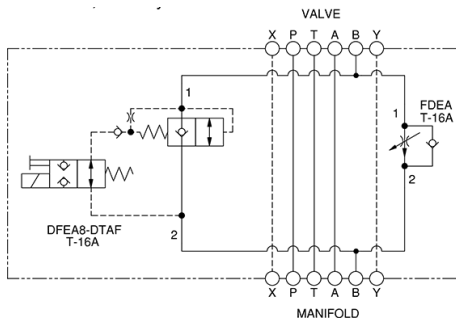 VALVE
X P T A B Y
1
1
FDEA
T-16A
2
DFEA8-DTAF
T-16A
2
X P T A B Y
MANIFOLD